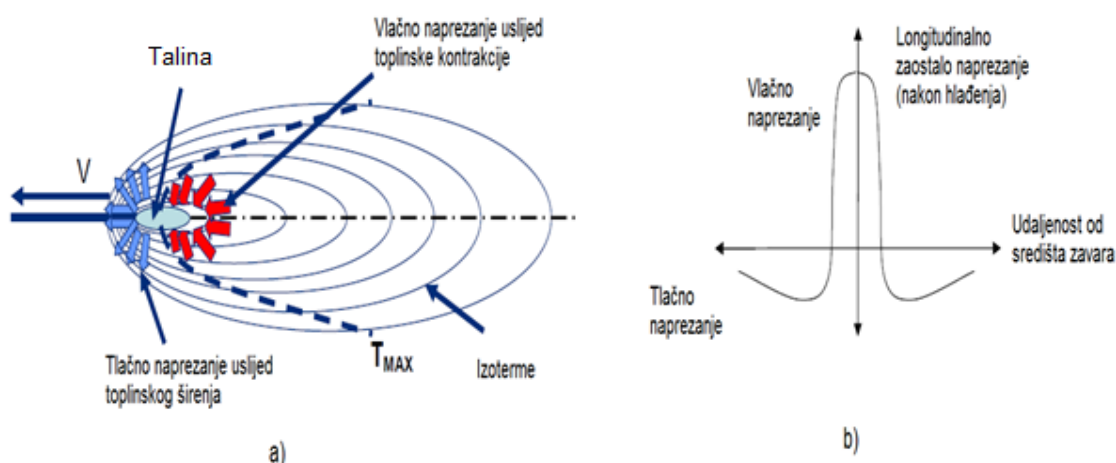 Vlačno naprezanje uslijed
toplinske kontrakcije
Talina
V
Tlačno naprezanje uslijed
toplinskog širenja
TMAX
Izoterme
a)
Longitudinalno
zaostalo naprezanje
(nakon hlađenja)
Vlačno
naprezanje
Udaljenost od
središta zavara
Tlačno
naprezanje
b)